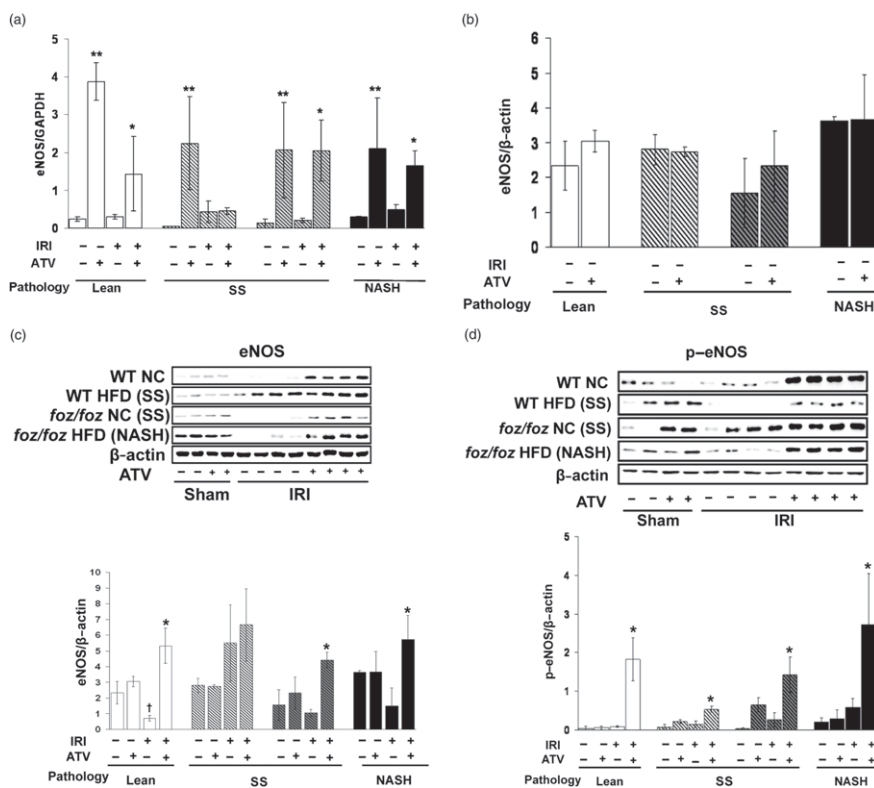 (a)
eNOS/GAPDH
5
4
3
2
1
0
** * ** ** * ** *
IRI – – + + – – + + – – + + – – + +
ATV – + – + – + – + – + – + – + – +
Pathology Lean SS NASH
(b)
eNOS/β-actin
6
5
4
3
2
1
0
IRI – – – – – – – –
ATV – + – + – + – +
Pathology Lean SS NASH
(c)
eNOS
WT NC
WT HFD (SS)
foz/foz NC (SS)
foz/foz HFD (NASH)
β-actin
ATV – – + + – – – – + + + +
Sham IRI
eNOS/β-actin
10
9
8
7
6
5
4
3
2
1
0
† * * *
IRI – – + + – – + + – – + + – – + +
ATV – + – + – + – + – + – + – + – +
Pathology Lean SS NASH
(d)
p–eNOS
WT NC
WT HFD (SS)
foz/foz NC (SS)
foz/foz HFD (NASH)
β-actin
ATV – – + + – – – – + + + +
Sham IRI
p-eNOS/β-actin
5
4
3
2
1
0
* * * *
IRI – – + + – – + + – – + + – – + +
ATV – + – + – + – + – + – + – + – +
Pathology Lean SS NASH